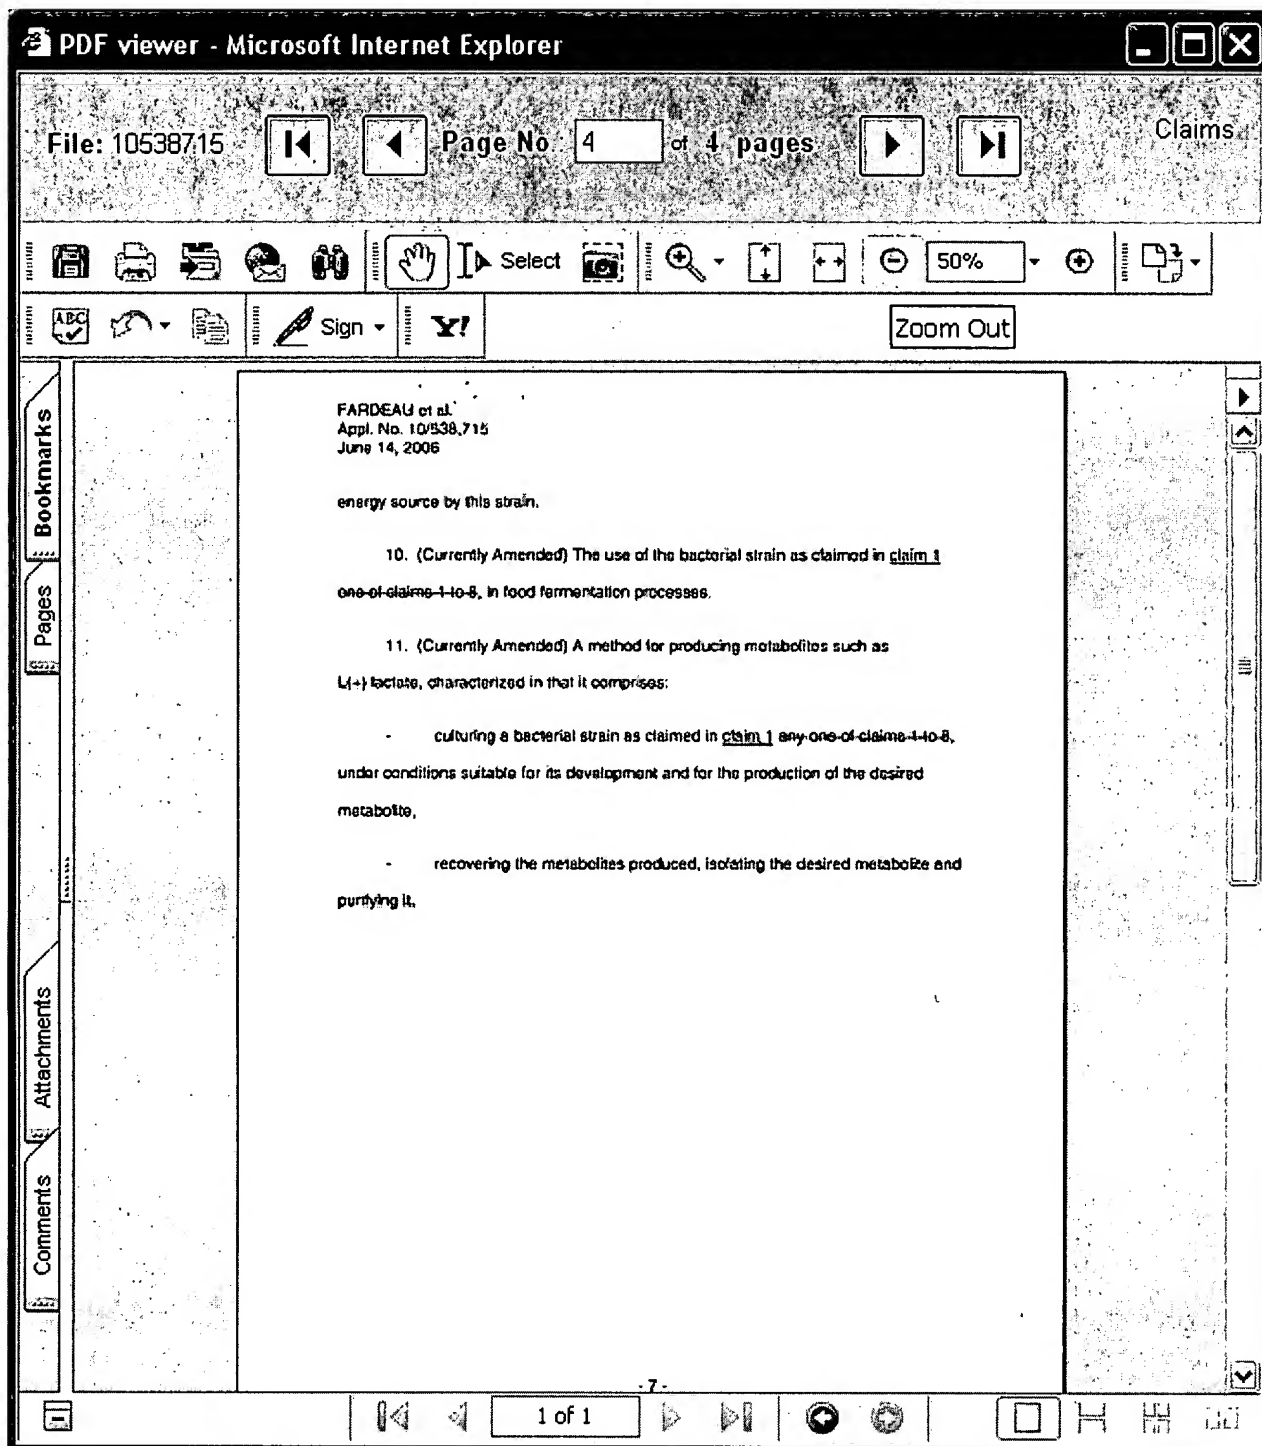 PDF viewer - Microsoft Internet Explorer
File: 10538715 Page No. 4 of 4 pages Claims
Select 50%
ABC Sign Y!
Zoom Out
Bookmarks
Pages
Attachments
Comments
FARDEAU et al.
Appl. No. 10/538,715
June 14, 2006
energy source by this strain.
10. (Currently Amended) The use of the bacterial strain as claimed in claim 1
one of claims 1 to 8, in food fermentation processes.
11. (Currently Amended) A method for producing metabolites such as
L(+) lactate, characterized in that it comprises:
- culturing a bacterial strain as claimed in claim 1 any one of claims 1 to 8,
under conditions suitable for its development and for the production of the desired
metabolite,
- recovering the metabolites produced, isolating the desired metabolite and
purifying it.
- 7 -
1 of 1